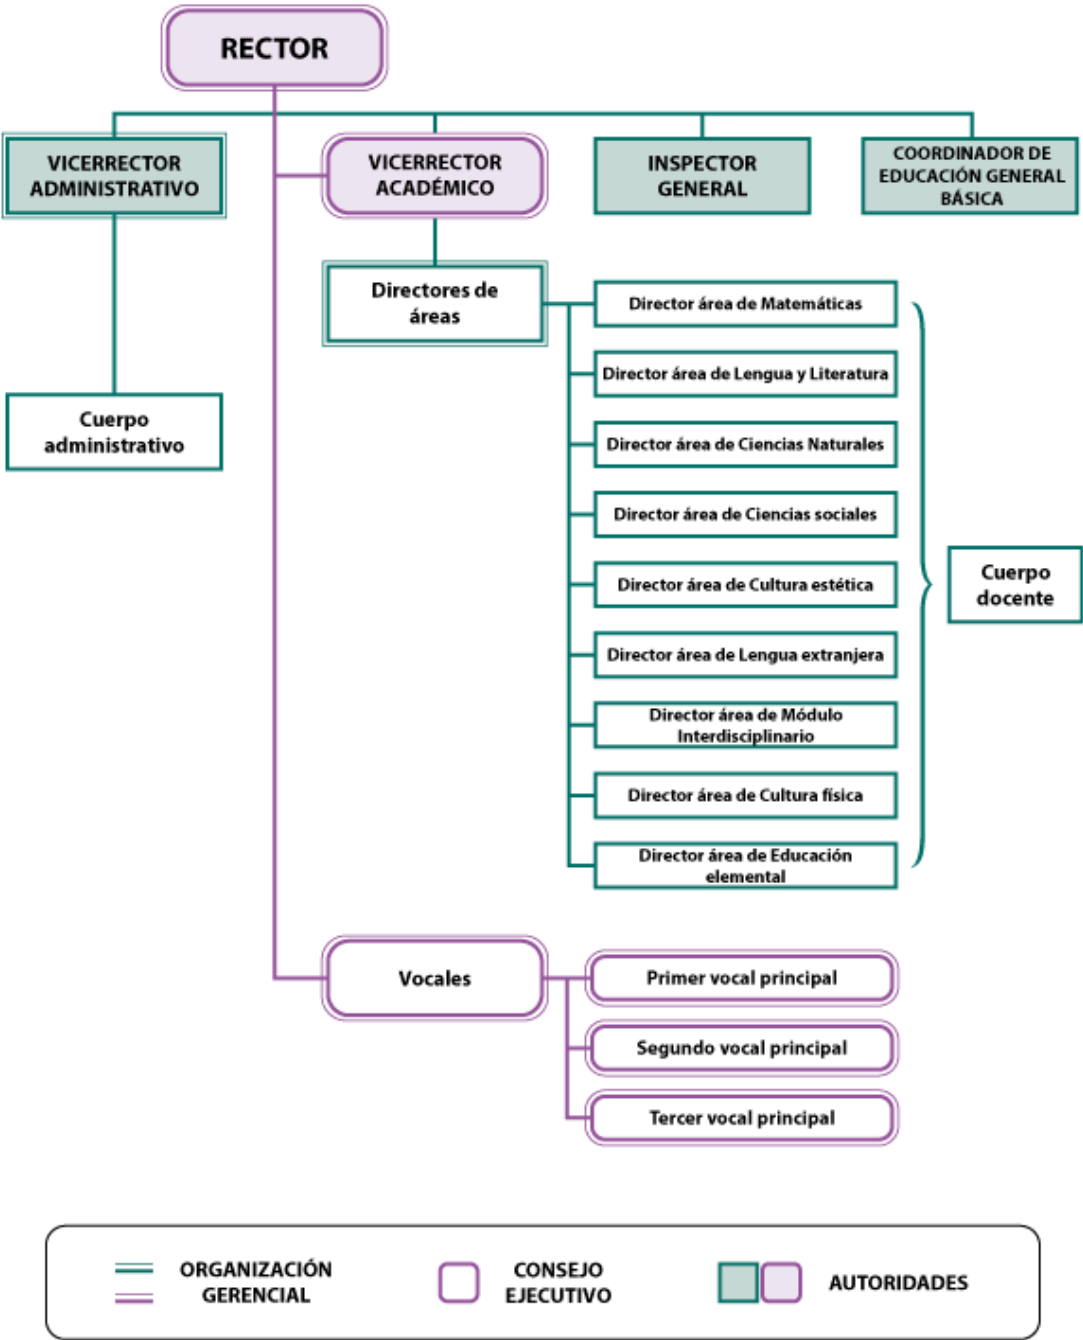 RECTOR
VICERRECTOR
ADMINISTRATIVO
VICERRECTOR
ACADÉMICO
INSPECTOR
GENERAL
COORDINADOR DE
EDUCACIÓN GENERAL
BÁSICA
Directores de
áreas
Cuerpo
administrativo
Director área de Matemáticas
Director área de Lengua y Literatura
Director área de Ciencias Naturales
Director área de Ciencias sociales
Director área de Cultura estética
Director área de Lengua extranjera
Director área de Módulo
Interdisciplinario
Director área de Cultura física
Director área de Educación
elemental
Cuerpo
docente
Vocales
Primer vocal principal
Segundo vocal principal
Tercer vocal principal
ORGANIZACIÓN
GERENCIAL
CONSEJO
EJECUTIVO
AUTORIDADES